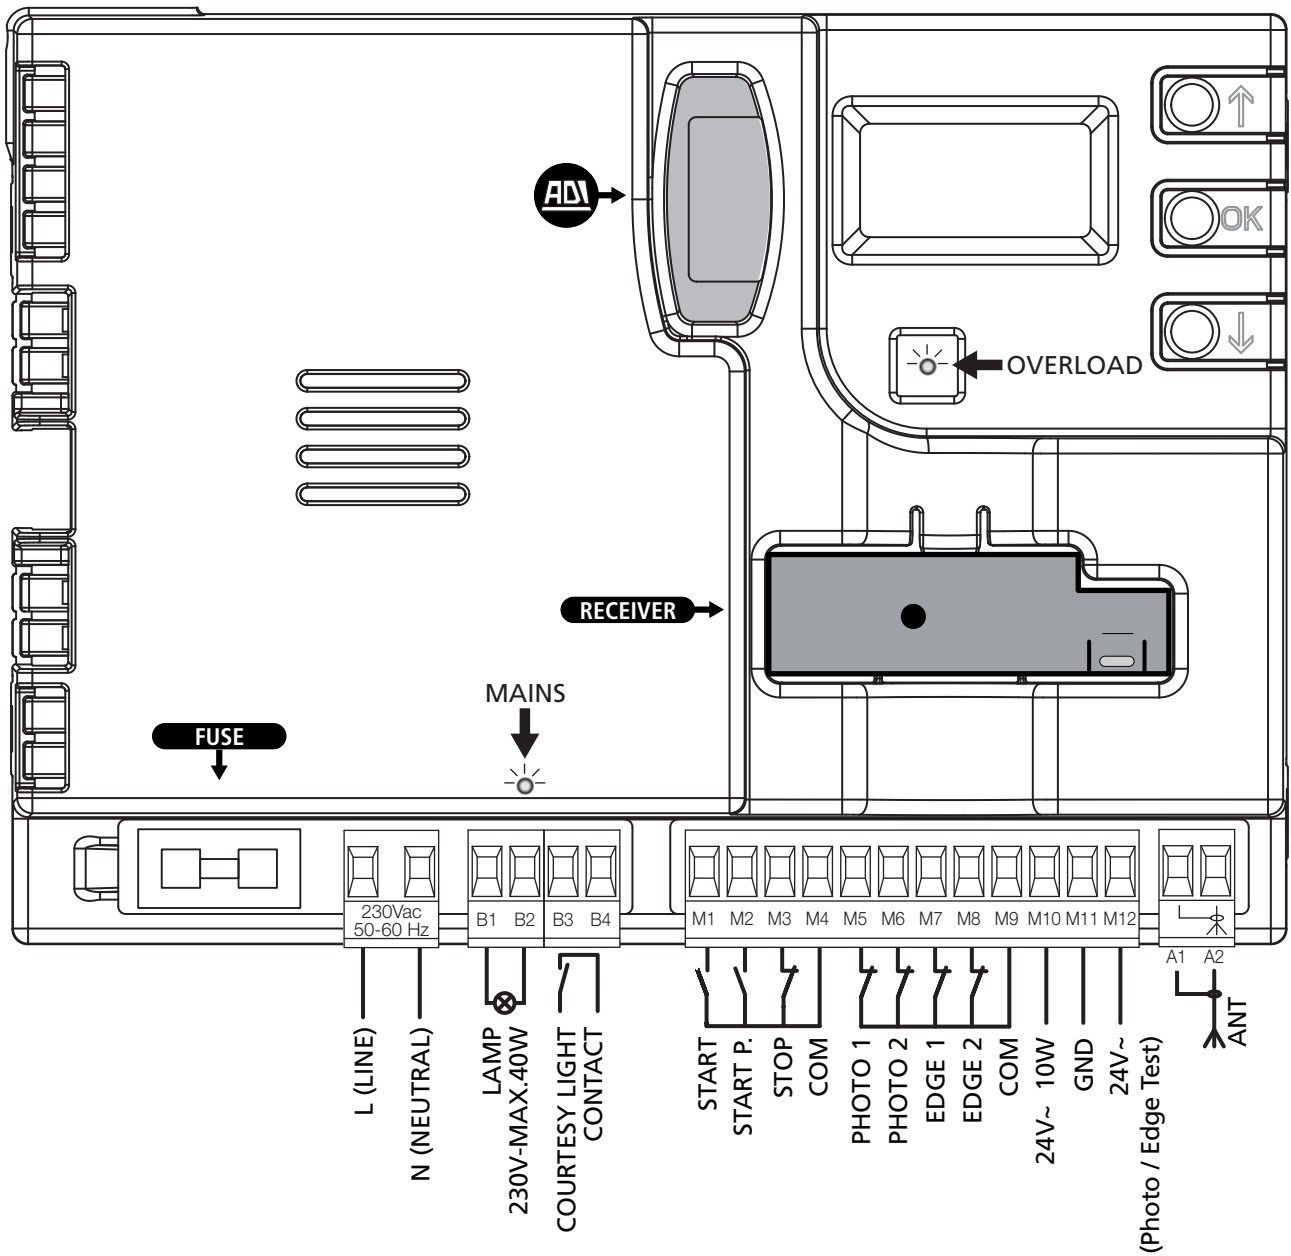 ADI
OK
OVERLOAD
RECEIVER
MAINS
FUSE
230Vac
50-60 Hz
B1 B2 B3 B4
M1 M2 M3 M4 M5 M6 M7 M8 M9 M10 M11 M12
A1 A2
L (LINE)
N (NEUTRAL)
LAMP
230V-MAX.40W
COURTESY LIGHT
CONTACT
START
START P.
STOP
COM
PHOTO 1
PHOTO 2
EDGE 1
EDGE 2
COM
24V~ 10W
GND
24V~
(Photo / Edge Test)
ANT